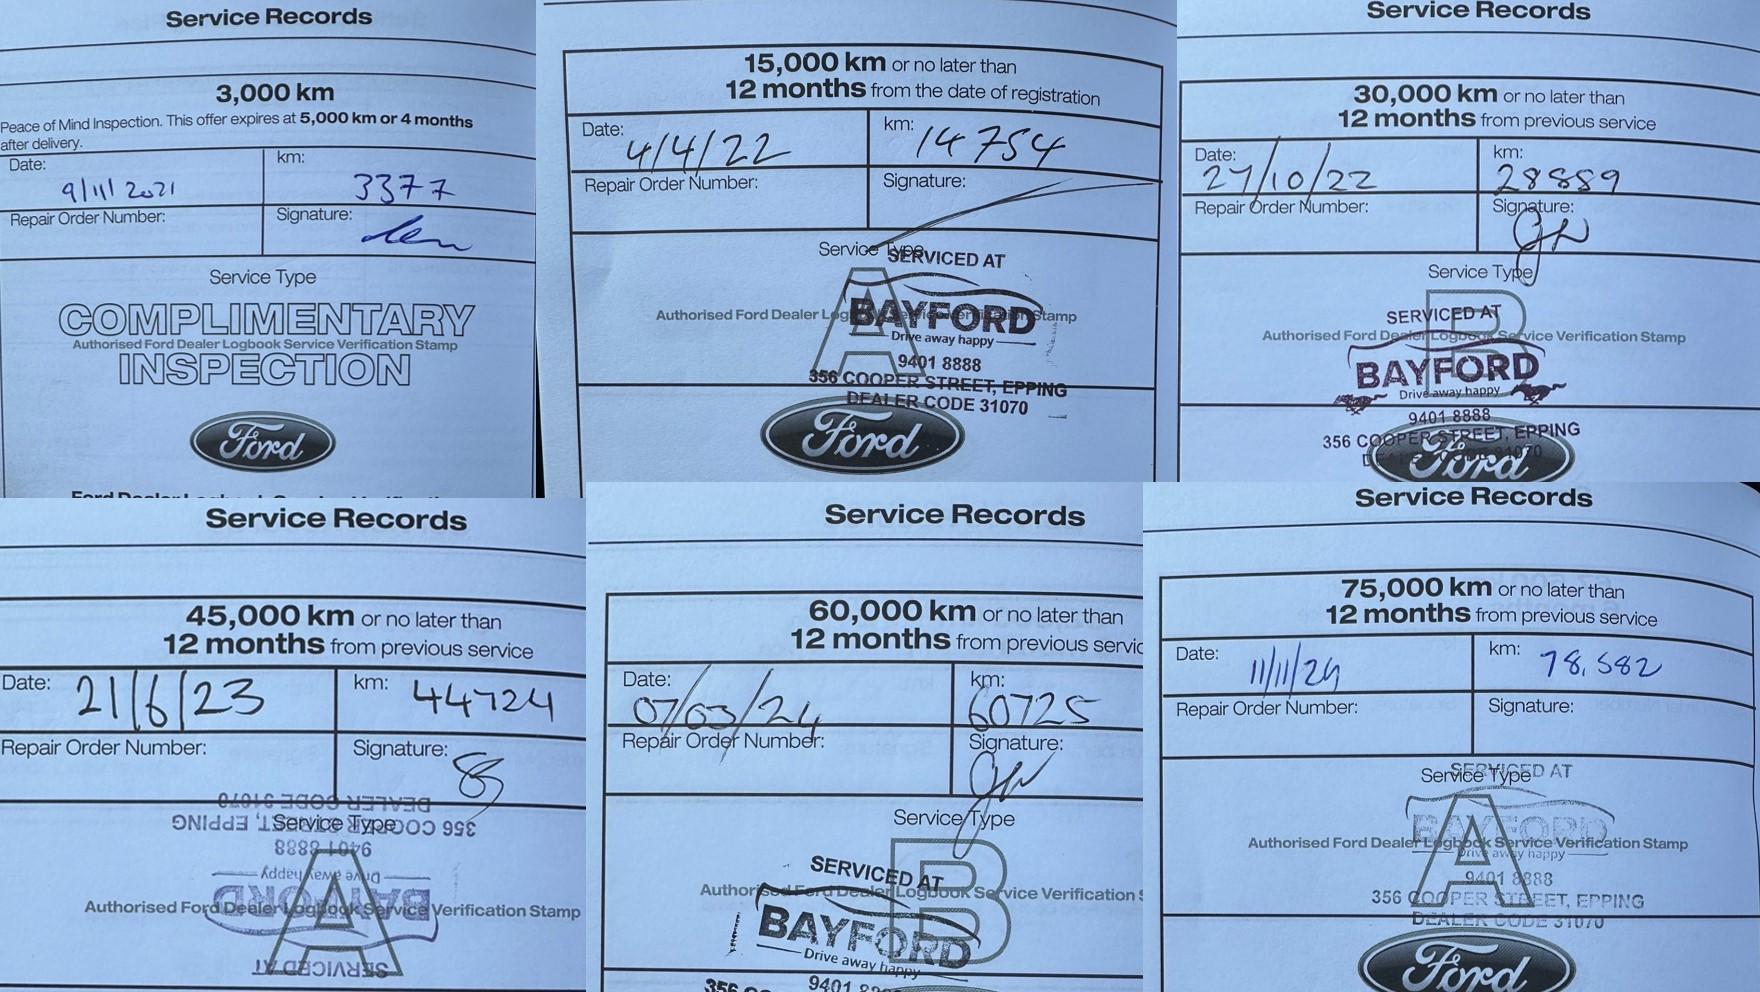 Service Records
3,000 km
Peace of Mind Inspection. This offer expires at 5,000 km or 4 months
after delivery.
Date:
km:
9/11/2021
3377
Repair Order Number:
Signature:
Service Type
COMPLIMENTARY
Authorised Ford Dealer Logbook Service Verification Stamp
INSPECTION
Ford
15,000 km or no later than
12 months from the date of registration
Date:
km:
4/4/22
14754
Repair Order Number:
Signature:
Service Type
SERVICED AT
A
Authorised Ford Dealer Logbook Service Verification Stamp
BAYFORD
Drive away happy
9401 8888
356 COOPER STREET, EPPING
DEALER CODE 31070
Ford
Service Records
30,000 km or no later than
12 months from previous service
Date:
km:
27/10/22
28889
Repair Order Number:
Signature:
Service Type
B
SERVICED AT
Authorised Ford Dealer Logbook Service Verification Stamp
BAYFORD
Drive away happy
9401 8888
356 COOPER STREET, EPPING
DEALER CODE 31070
Ford
Service Records
45,000 km or no later than
12 months from previous service
Date:
km:
21/6/23
44724
Repair Order Number:
Signature:
DEALER CODE 31070
356 COOPER STREET, EPPING
Service Type
9401 8888
Drive away happy
BAYFORD
Authorised Ford Dealer Logbook Service Verification Stamp
A
SERVICED AT
Service Records
60,000 km or no later than
12 months from previous servic
Date:
km:
07/03/24
60725
Repair Order Number:
Signature:
Service Type
B
SERVICED AT
Authorised Ford Dealer Logbook Service Verification S
BAYFORD
Drive away happy
9401
356
Service Records
75,000 km or no later than
12 months from previous service
Date:
km:
11/11/24
78,582
Repair Order Number:
Signature:
Service Type
SERVICED AT
A
BAYFORD
Authorised Ford Dealer Logbook Service Verification Stamp
Drive away happy
9401 8888
356 COOPER STREET, EPPING
DEALER CODE 31070
Ford